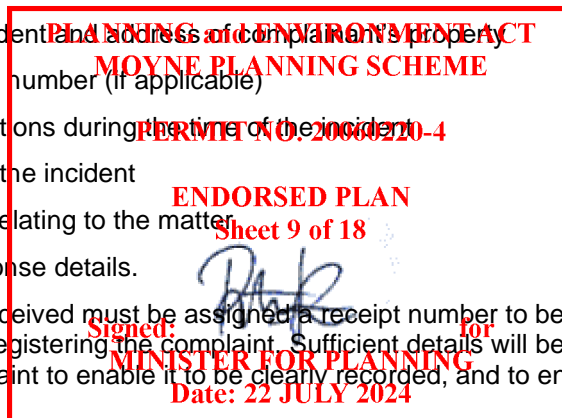 dent and address of complainant's property
PLANNING and ENVIRONMENT ACT
MOYNE PLANNING SCHEME
number (if applicable)
tions during the time of the incident
PERMIT NO: 20060220-4
the incident
ENDORSED PLAN
elating to the matter
Sheet 9 of 18
nse details.
ceived must be assigned a receipt number to be
Signed: for
egistering the complaint. Sufficient details will be
MINISTER FOR PLANNING
aint to enable it to be clearly recorded, and to en
Date: 22 JULY 2024